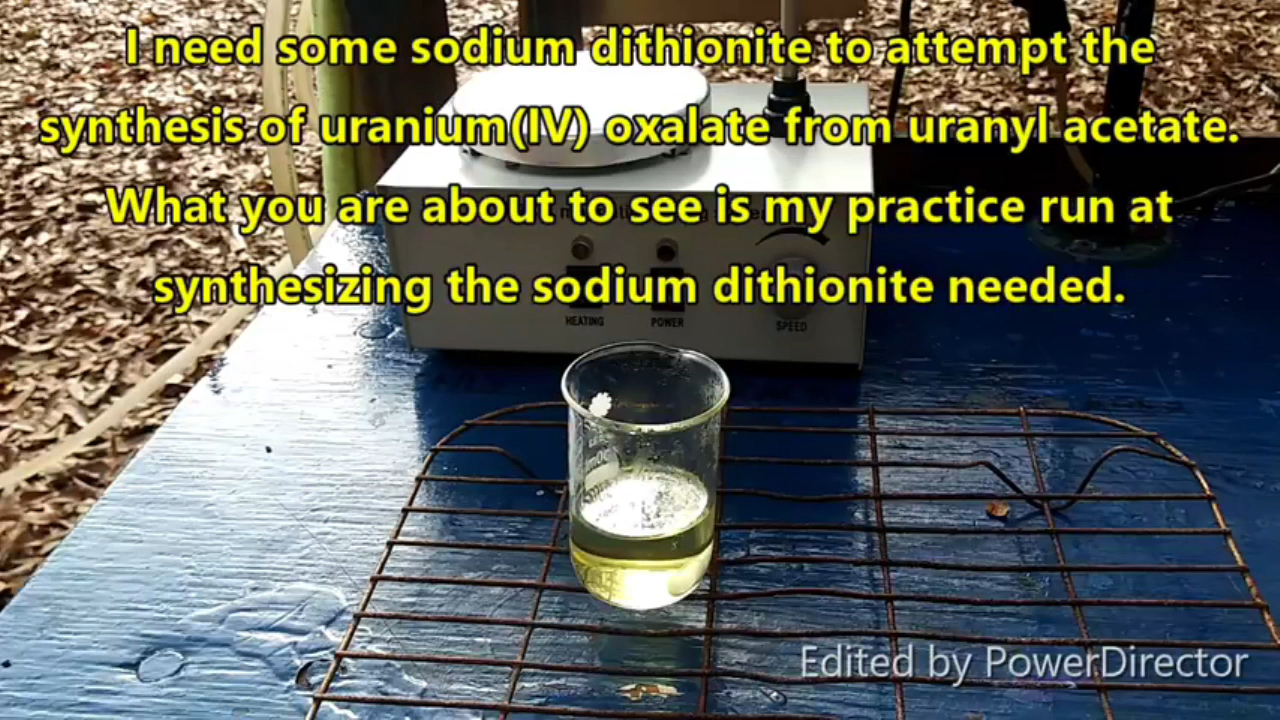 I need some sodium dithionite to attempt the
synthesis of uranium(IV) oxalate from uranyl acetate.
What you are about to see is my practice run at
synthesizing the sodium dithionite needed.
HEATING
POWER
SPEED
Edited by PowerDirector